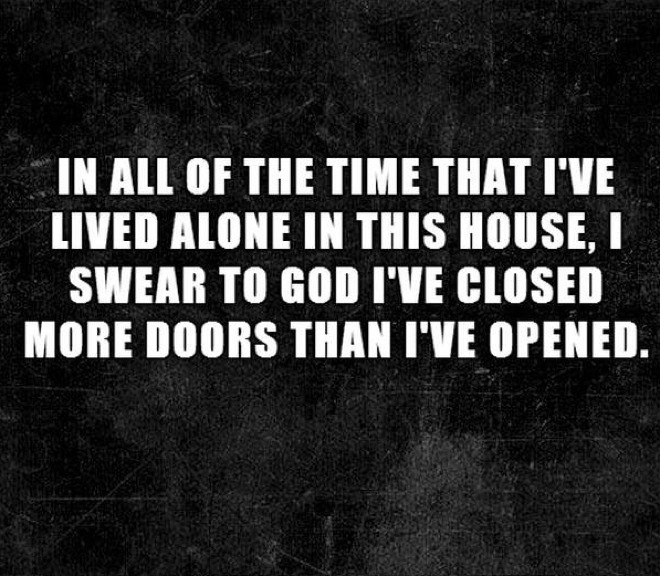 IN ALL OF THE TIME THAT I'VE
LIVED ALONE IN THIS HOUSE, I
SWEAR TO GOD I'VE CLOSED
MORE DOORS THAN I'VE OPENED.